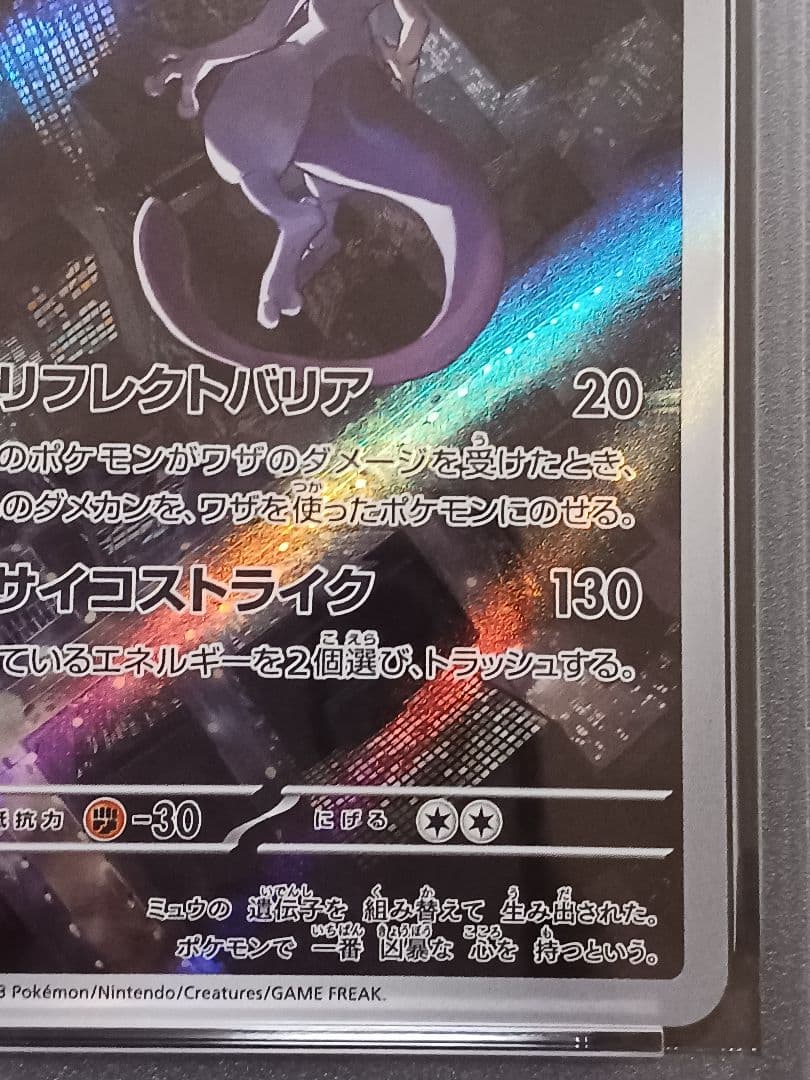 リフレクトバリア 20
のポケモンがワザのダメージを受けたとき、
のダメカンを、ワザを使ったポケモンにのせる。
サイコストライク 130
ているエネルギーを2個選び、トラッシュする。
抵抗力 -30 にげる
ミュウの 遺伝子を 組み替えて 生み出された。
ポケモンで 一番 凶暴な 心を 持つという。
3 Pokémon/Nintendo/Creatures/GAME FREAK.